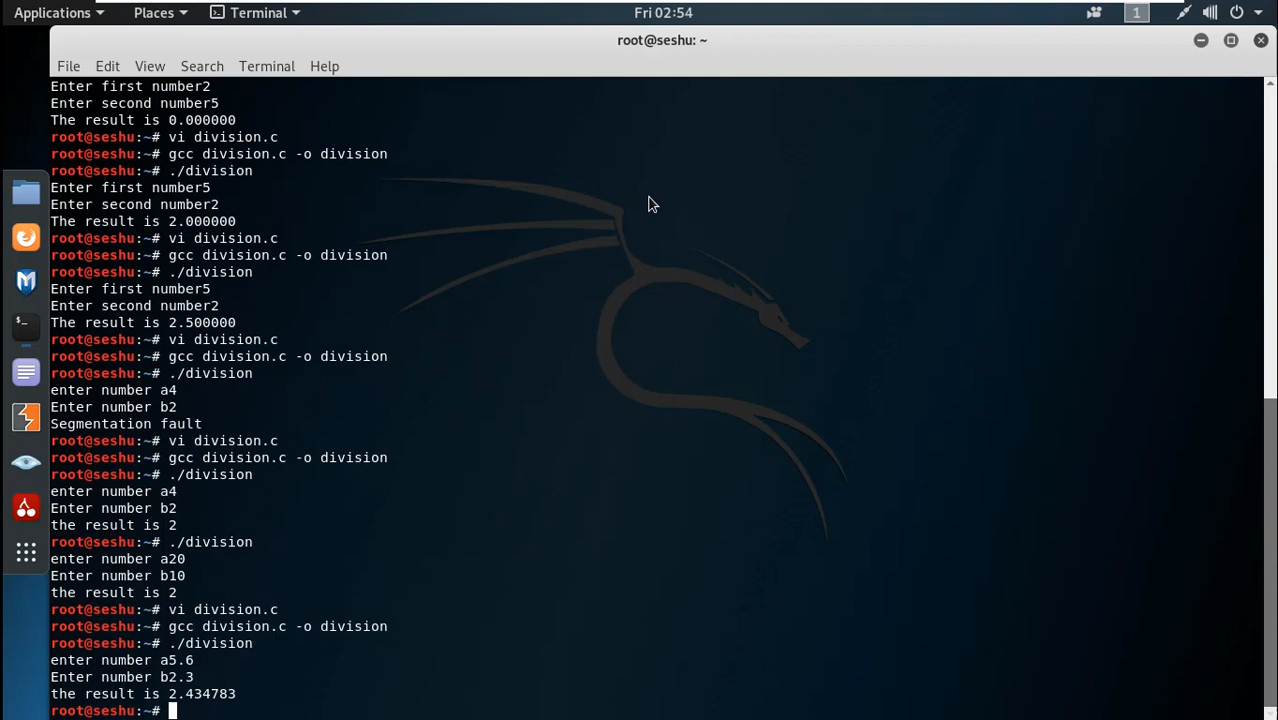 Applications Places Terminal Fri 02:54 1
root@seshu: ~
File Edit View Search Terminal Help
Enter first number2
Enter second number5
The result is 0.000000
root@seshu:~# vi division.c
root@seshu:~# gcc division.c -o division
root@seshu:~# ./division
Enter first number5
Enter second number2
The result is 2.000000
root@seshu:~# vi division.c
root@seshu:~# gcc division.c -o division
root@seshu:~# ./division
Enter first number5
Enter second number2
The result is 2.500000
root@seshu:~# vi division.c
root@seshu:~# gcc division.c -o division
root@seshu:~# ./division
enter number a4
Enter number b2
Segmentation fault
root@seshu:~# vi division.c
root@seshu:~# gcc division.c -o division
root@seshu:~# ./division
enter number a4
Enter number b2
the result is 2
root@seshu:~# ./division
enter number a20
Enter number b10
the result is 2
root@seshu:~# vi division.c
root@seshu:~# gcc division.c -o division
root@seshu:~# ./division
enter number a5.6
Enter number b2.3
the result is 2.434783
root@seshu:~#